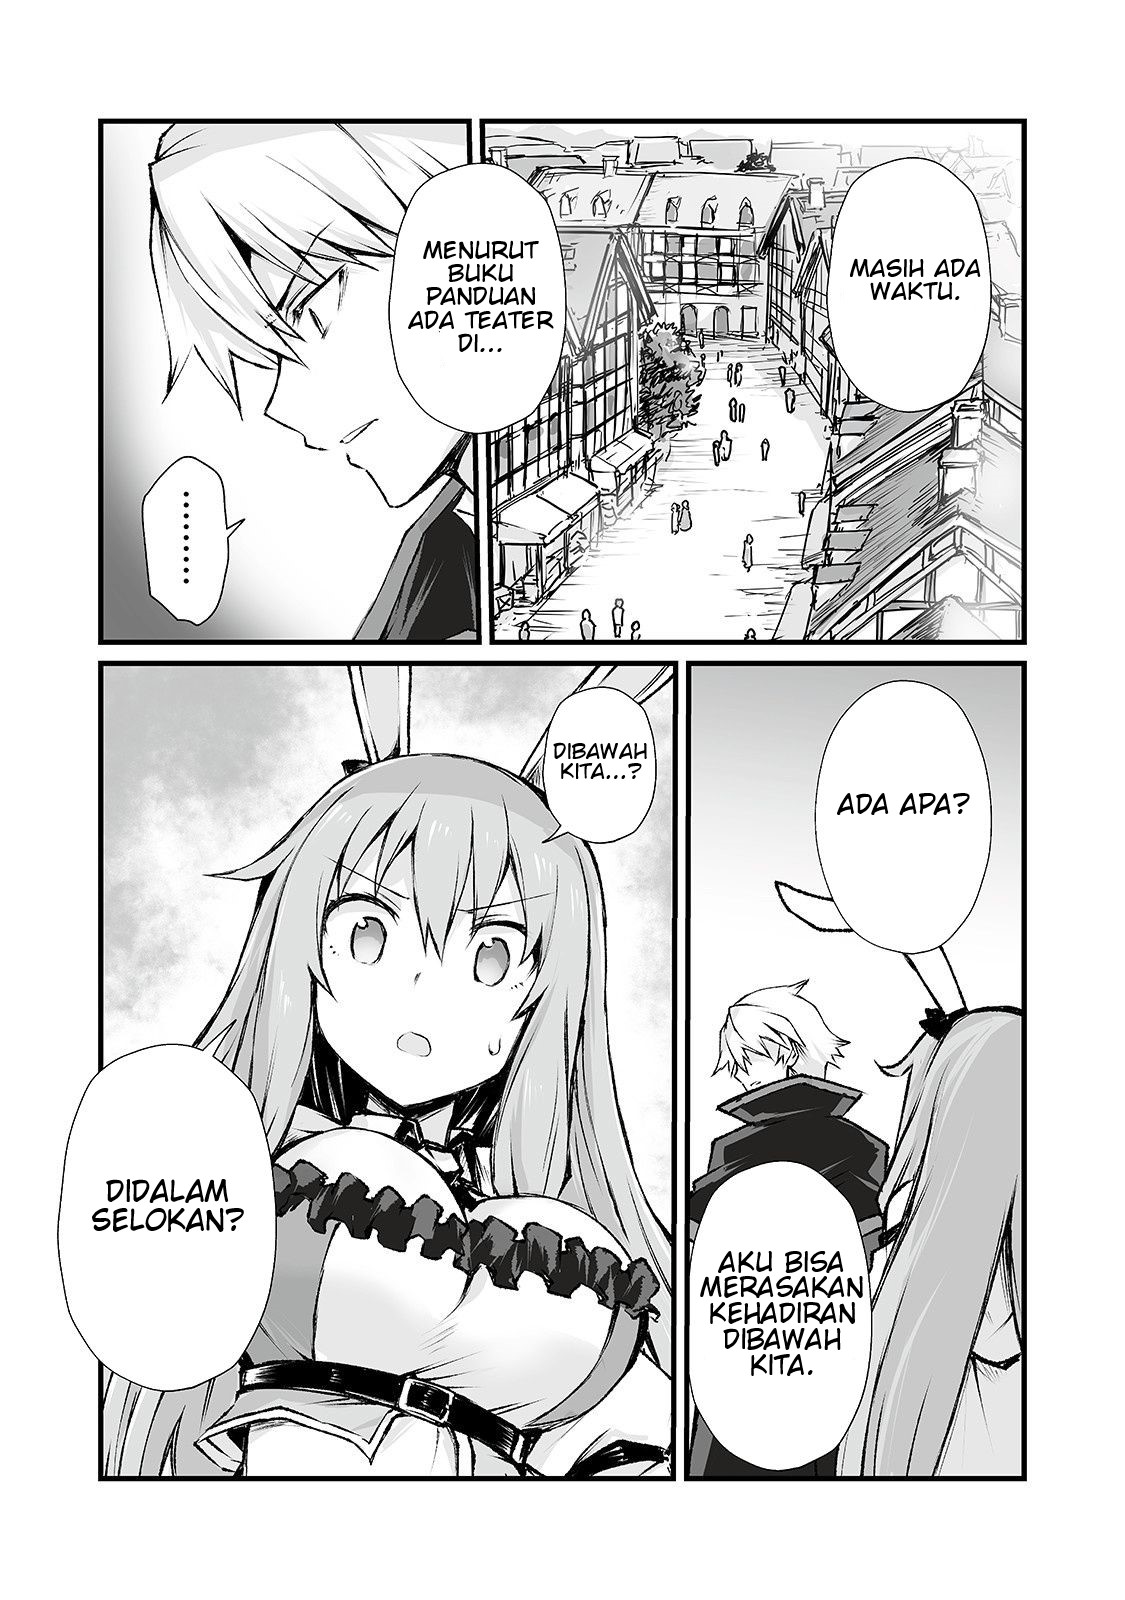 MASIH ADA
WAKTU.
MENURUT
BUKU
PANDUAN
ADA TEATER
DI...
.........
ADA APA?
AKU BISA
MERASAKAN
KEHADIRAN
DIBAWAH
KITA.
DIBAWAH
KITA...?
DIDALAM
SELOKAN?